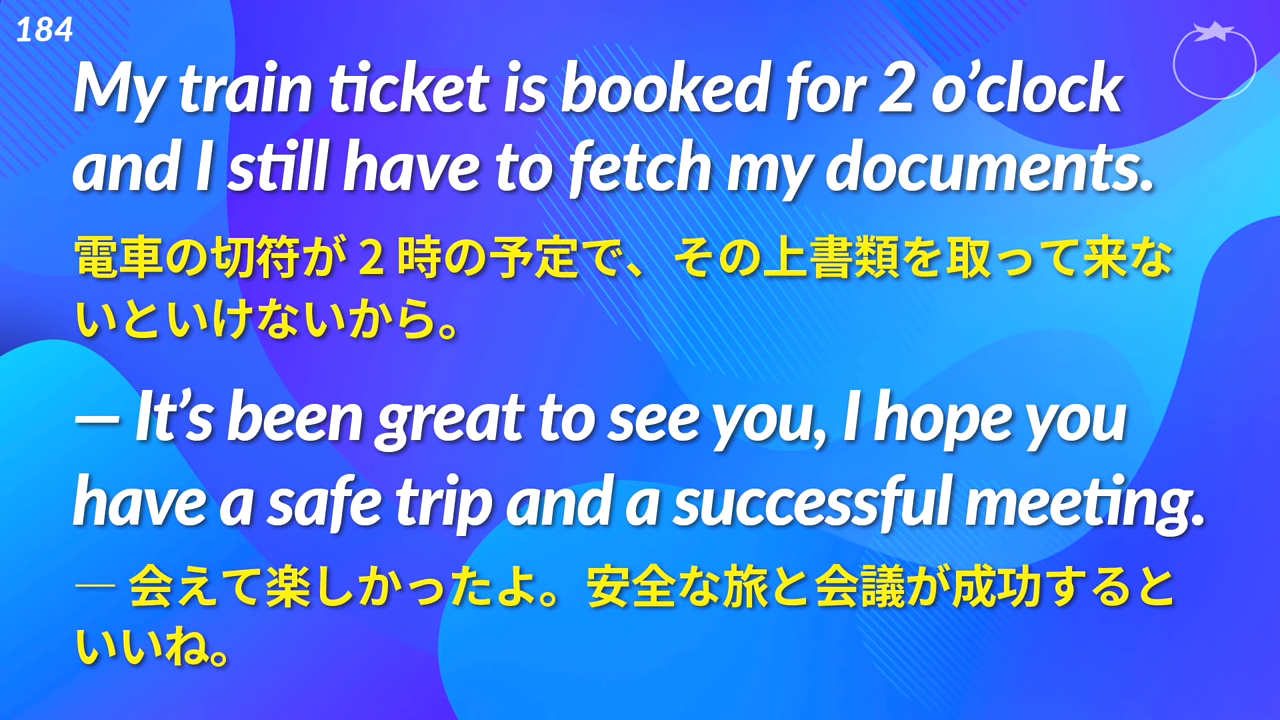 184
My train ticket is booked for 2 o’clock
and I still have to fetch my documents.
電車の切符が 2 時の予定で、その上書類を取って来な
いといけないから。
— It’s been great to see you, I hope you
have a safe trip and a successful meeting.
— 会えて楽しかったよ。安全な旅と会議が成功すると
いいね。